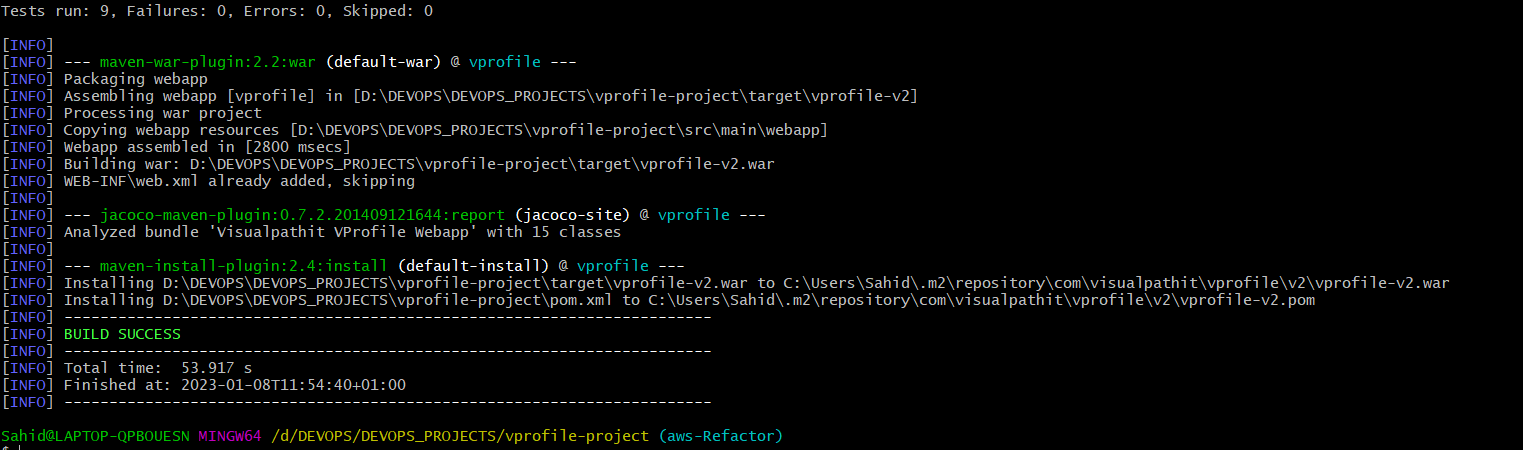 Tests run: 9, Failures: 0, Errors: 0, Skipped: 0
[INFO]
[INFO] --- maven-war-plugin:2.2:war (default-war) @ vprofile ---
[INFO] Packaging webapp
[INFO] Assembling webapp [vprofile] in [D:\DEVOPS\DEVOPS_PROJECTS\vprofile-project\target\vprofile-v2]
[INFO] Processing war project
[INFO] Copying webapp resources [D:\DEVOPS\DEVOPS_PROJECTS\vprofile-project\src\main\webapp]
[INFO] Webapp assembled in [2800 msecs]
[INFO] Building war: D:\DEVOPS\DEVOPS_PROJECTS\vprofile-project\target\vprofile-v2.war
[INFO] WEB-INF\web.xml already added, skipping
[INFO]
[INFO] --- jacoco-maven-plugin:0.7.2.201409121644:report (jacoco-site) @ vprofile ---
[INFO] Analyzed bundle 'Visualpathit VProfile Webapp' with 15 classes
[INFO]
[INFO] --- maven-install-plugin:2.4:install (default-install) @ vprofile ---
[INFO] Installing D:\DEVOPS\DEVOPS_PROJECTS\vprofile-project\target\vprofile-v2.war to C:\Users\Sahid\.m2\repository\com\visualpathit\vprofile\v2\vprofile-v2.war
[INFO] Installing D:\DEVOPS\DEVOPS_PROJECTS\vprofile-project\pom.xml to C:\Users\Sahid\.m2\repository\com\visualpathit\vprofile\v2\vprofile-v2.pom
[INFO] ------------------------------------------------------------------------
[INFO] BUILD SUCCESS
[INFO] ------------------------------------------------------------------------
[INFO] Total time:  53.917 s
[INFO] Finished at: 2023-01-08T11:54:40+01:00
[INFO] ------------------------------------------------------------------------
Sahid@LAPTOP-QPBOUESN MINGW64 /d/DEVOPS/DEVOPS_PROJECTS/vprofile-project (aws-Refactor)
$